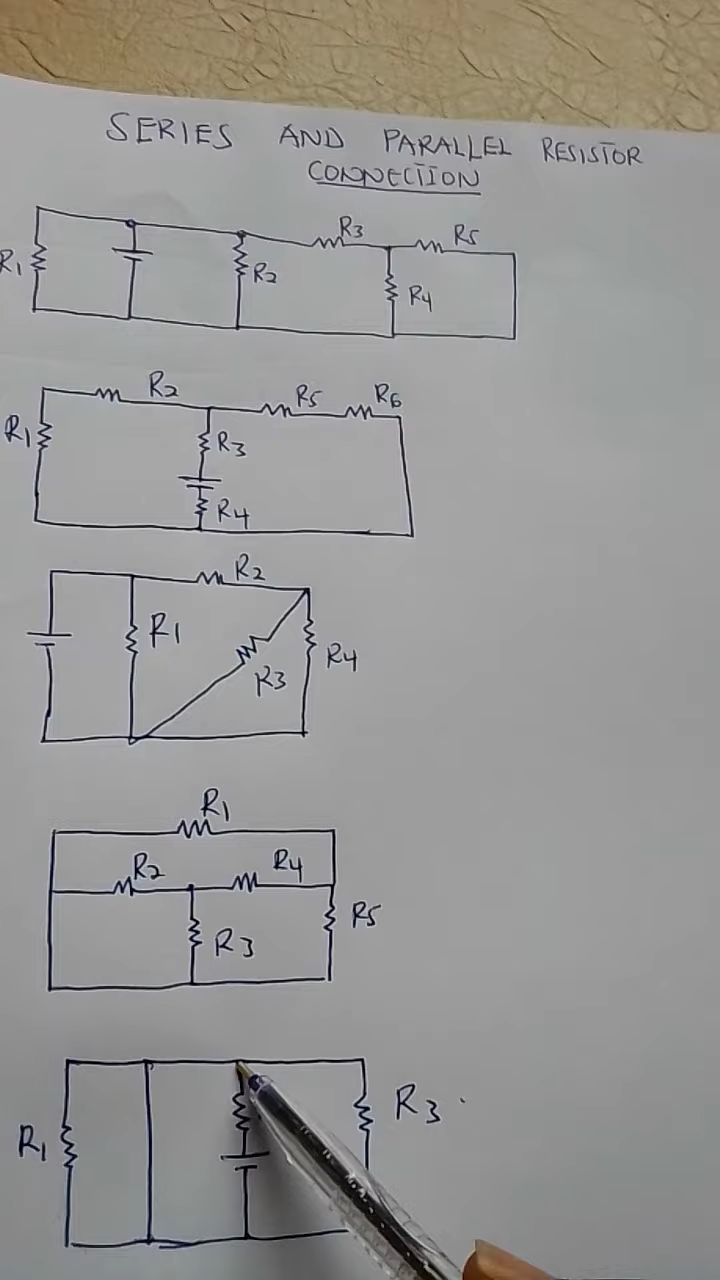 SERIES AND PARALLEL RESISTOR
CONNECTION
R3 R5
R1 R2 R4
R2 R5 R6
R1 R3
R4
R2
R1 R3 R4
R1
R2 R4
R3 R5
R1 R3